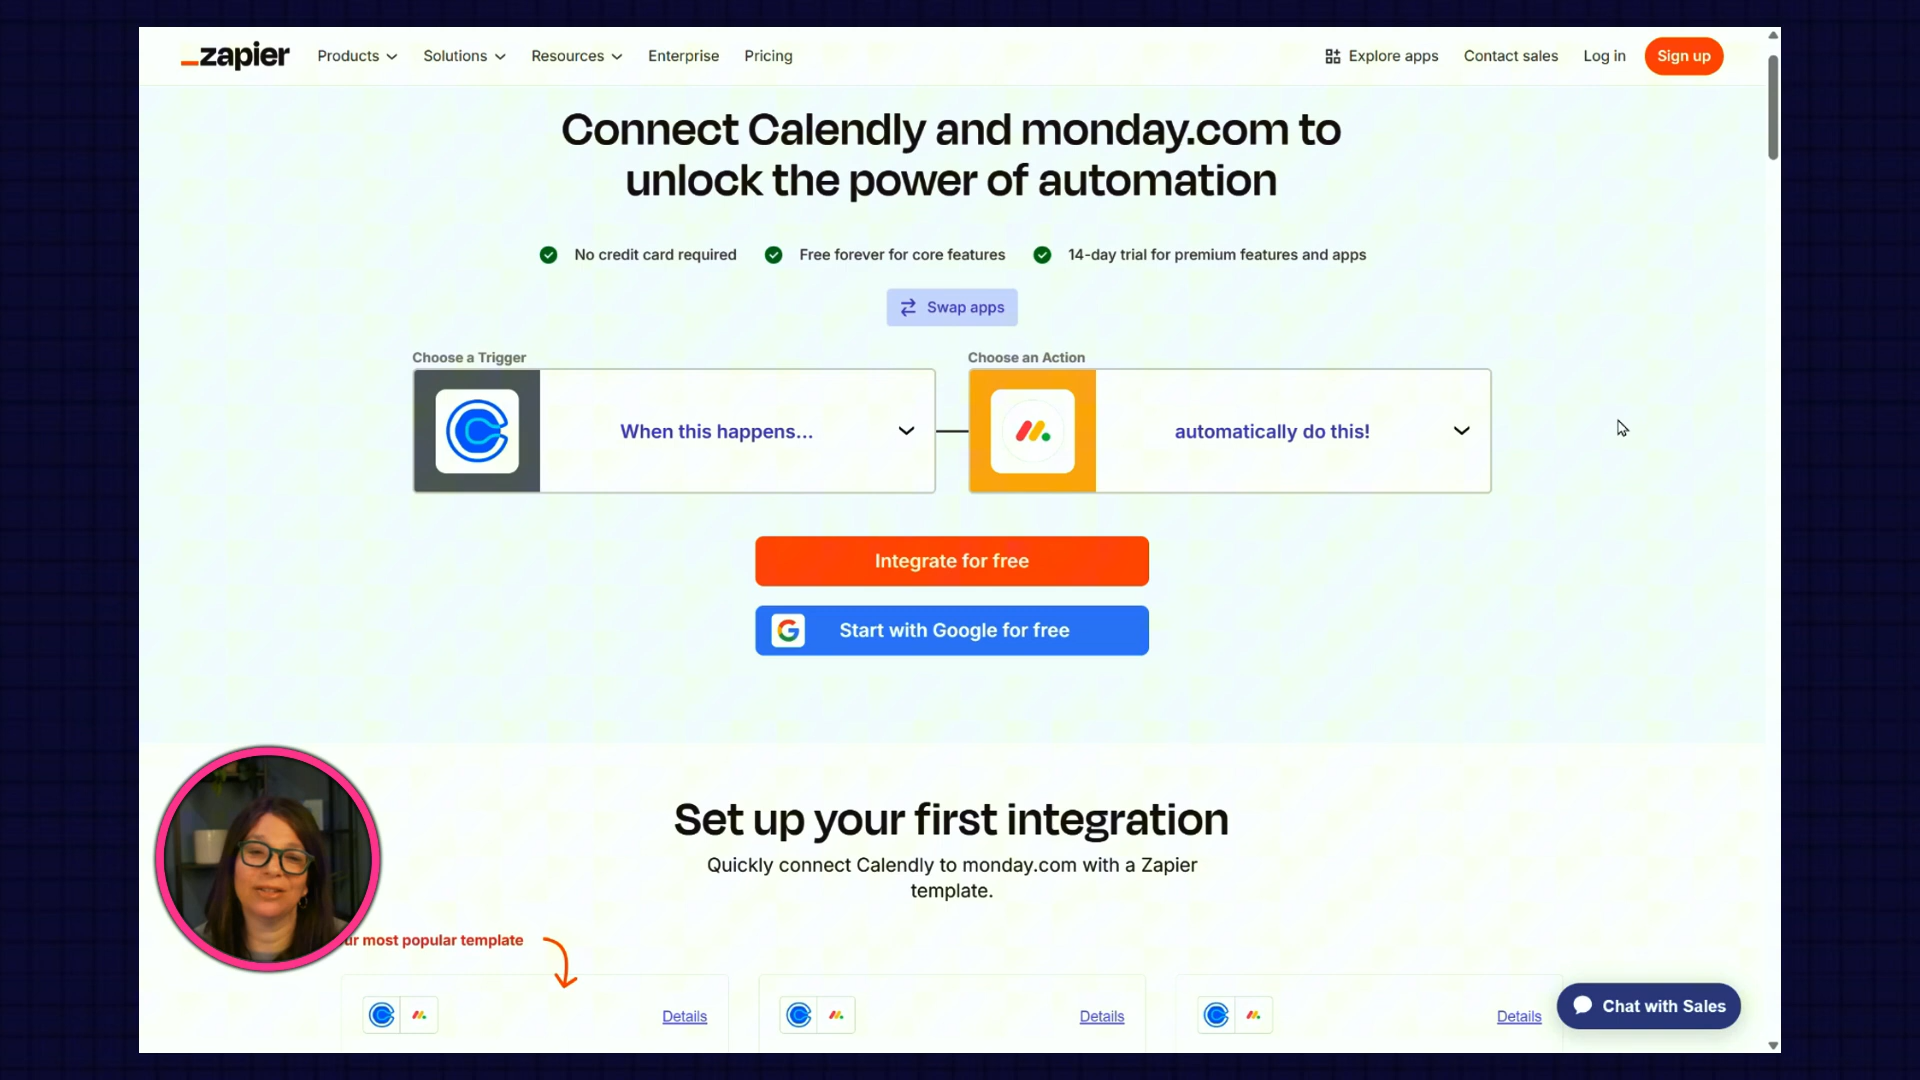 zapier
Products
Solutions
Resources
Enterprise
Pricing
Explore apps
Contact sales
Log in
Sign up
Connect Calendly and monday.com to
unlock the power of automation
No credit card required
Free forever for core features
14-day trial for premium features and apps
Swap apps
Choose a Trigger
Choose an Action
When this happens...
automatically do this!
Integrate for free
Start with Google for free
Set up your first integration
Quickly connect Calendly to monday.com with a Zapier
template.
most popular template
Details
Details
Details
Chat with Sales